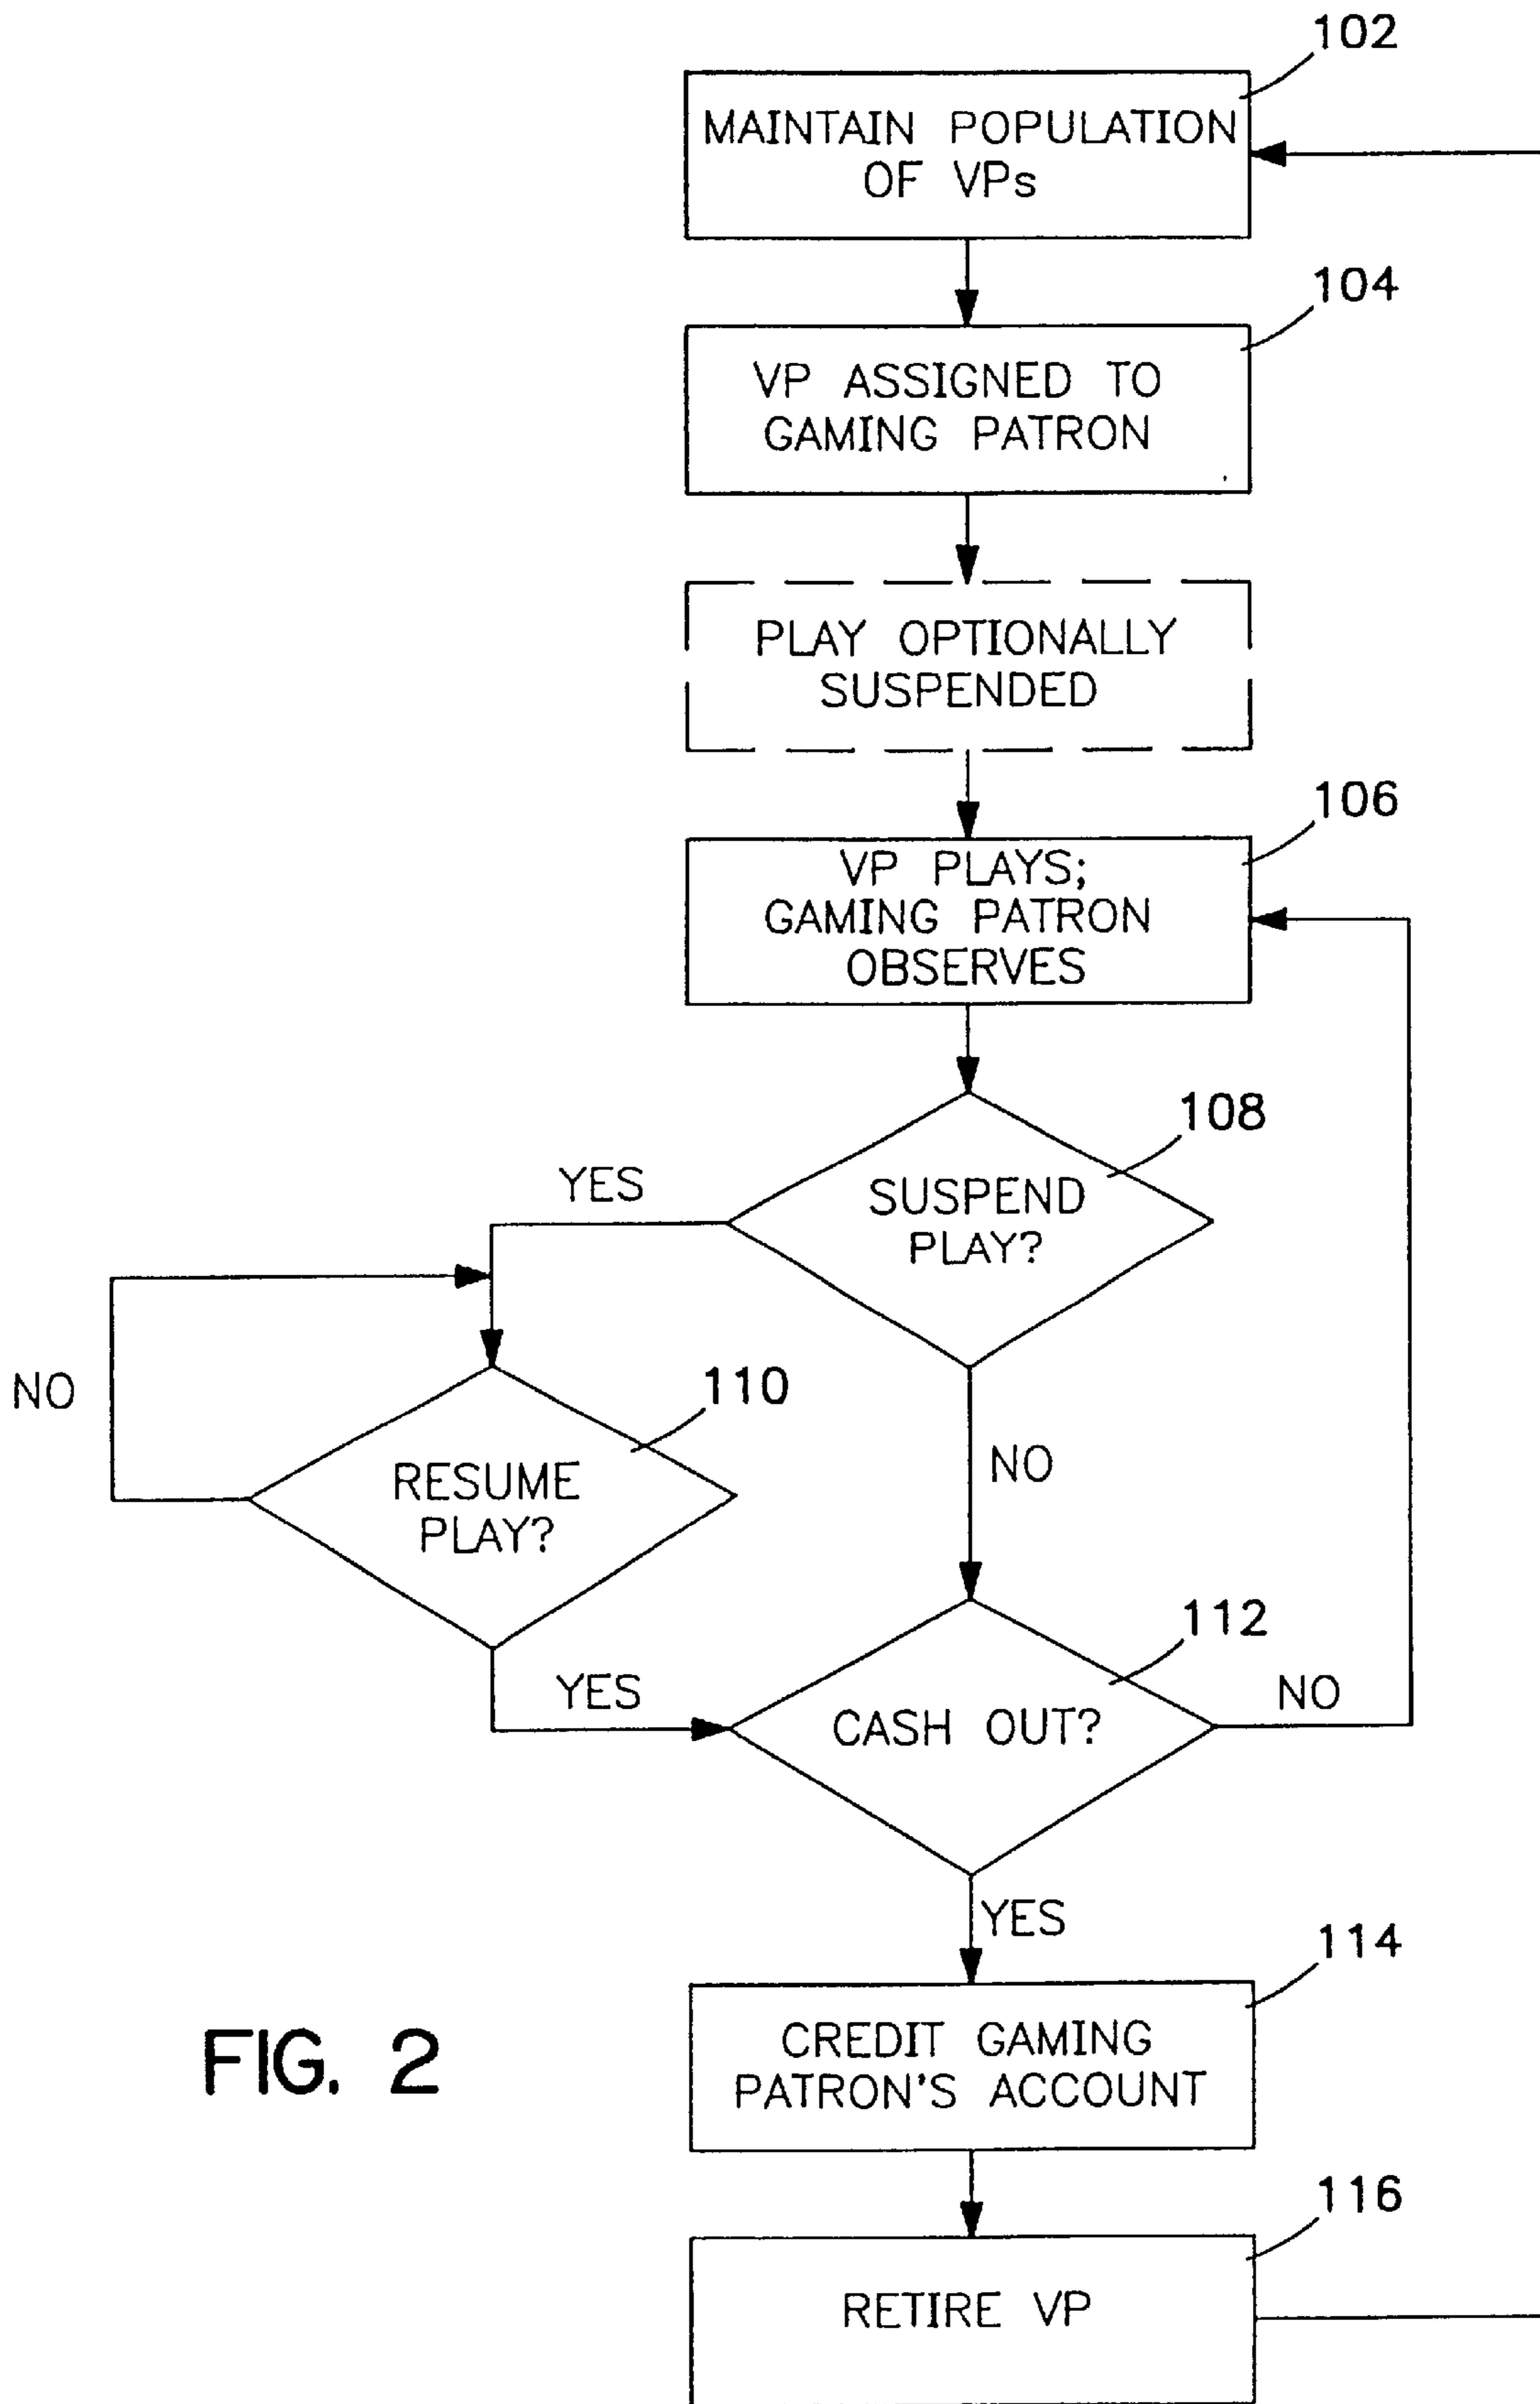 102
MAINTAIN POPULATION
OF VPs
104
VP ASSIGNED TO
GAMING PATRON
PLAY OPTIONALLY
SUSPENDED
106
VP PLAYS;
GAMING PATRON
OBSERVES
108
YES
SUSPEND
PLAY?
NO
110
RESUME
PLAY?
NO
112
YES
CASH OUT?
NO
YES
114
CREDIT GAMING
PATRON'S ACCOUNT
FIG. 2
116
RETIRE VP